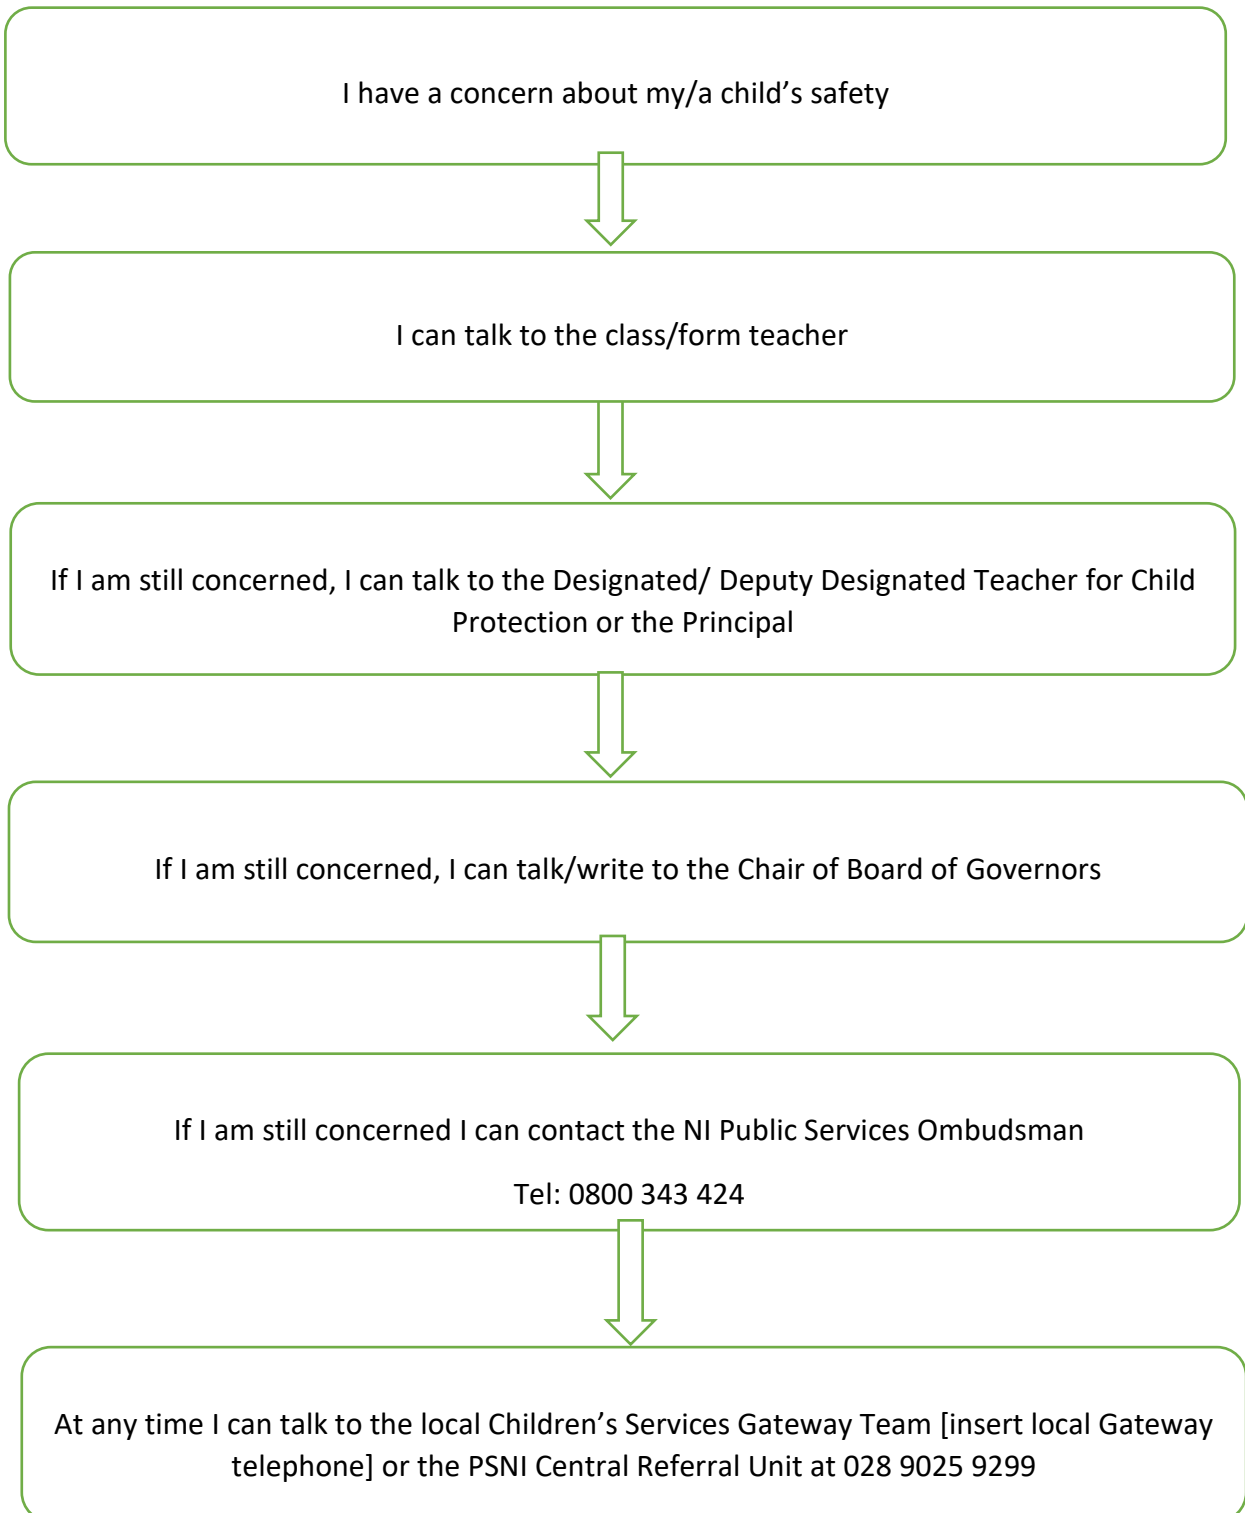 I have a concern about my/a child’s safety
I can talk to the class/form teacher
If I am still concerned, I can talk to the Designated/ Deputy Designated Teacher for Child
Protection or the Principal
If I am still concerned, I can talk/write to the Chair of Board of Governors
If I am still concerned I can contact the NI Public Services Ombudsman
Tel: 0800 343 424
At any time I can talk to the local Children’s Services Gateway Team [insert local Gateway
telephone] or the PSNI Central Referral Unit at 028 9025 9299